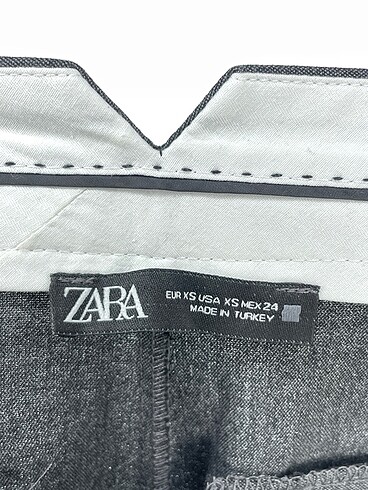 ZARA
EUR XS USA XS MEX 24
MADE IN TURKEY